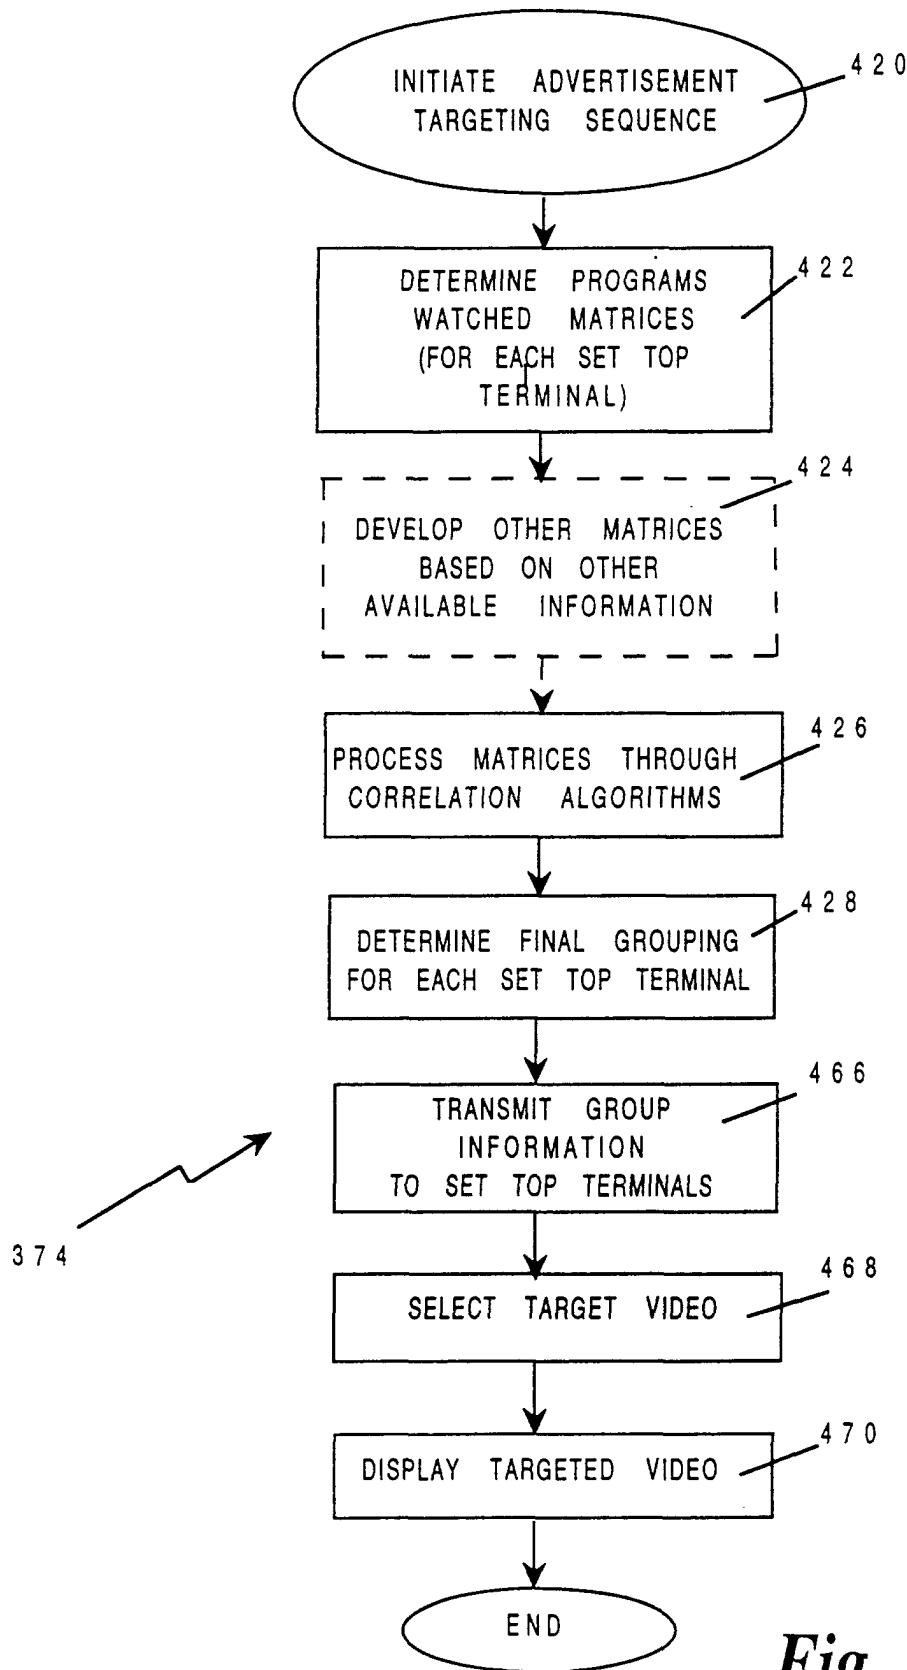 INITIATE ADVERTISEMENT
TARGETING SEQUENCE
420
DETERMINE PROGRAMS
WATCHED MATRICES
(FOR EACH SET TOP
TERMINAL)
422
424
DEVELOP OTHER MATRICES
BASED ON OTHER
AVAILABLE INFORMATION
426
PROCESS MATRICES THROUGH
CORRELATION ALGORITHMS
428
DETERMINE FINAL GROUPING
FOR EACH SET TOP TERMINAL
466
TRANSMIT GROUP
INFORMATION
TO SET TOP TERMINALS
374
468
SELECT TARGET VIDEO
470
DISPLAY TARGETED VIDEO
END
Fig